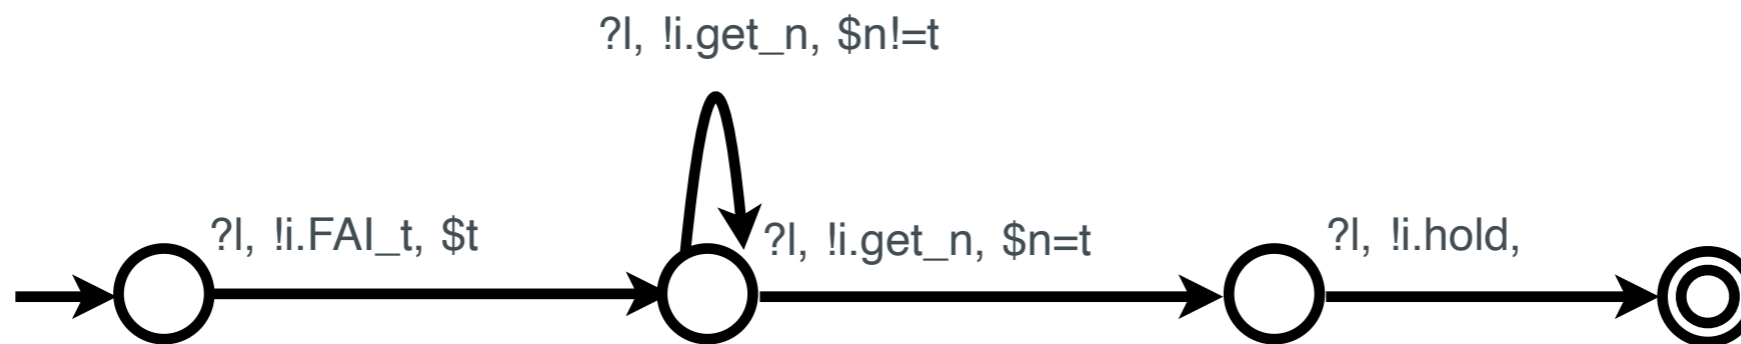 ?l, !i.get_n, $n!=t
?l, !i.FAI_t, $t
?l, !i.get_n, $n=t
?l, !i.hold,